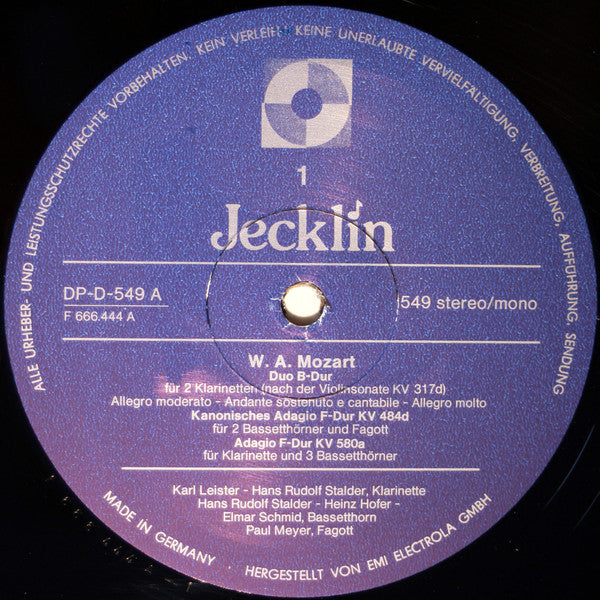 ALLE URHEBER- UND LEISTUNGSSCHUTZRECHTE VORBEHALTEN. KEIN VERLEIH! KEINE UNERLAUBTE VERVIELFÄLTIGUNG, VERBREITUNG, AUFFÜHRUNG, SENDUNG
1
Jecklin
DP-D-549 A
549 stereo/mono
F 666.444 A
W. A. Mozart
Duo B-Dur
für 2 Klarinetten (nach der Violinsonate KV 317d)
Allegro moderato - Andante sostenuto e cantabile - Allegro molto
Kanonisches Adagio F-Dur KV 484d
für 2 Bassetthörner und Fagott
Adagio F-Dur KV 580a
für Klarinette und 3 Bassetthörner
Karl Leister - Hans Rudolf Stalder, Klarinette
Hans Rudolf Stalder - Heinz Hofer -
Elmar Schmid, Bassetthorn
Paul Meyer, Fagott
MADE IN GERMANY · HERGESTELLT VON EMI ELECTROLA GMBH